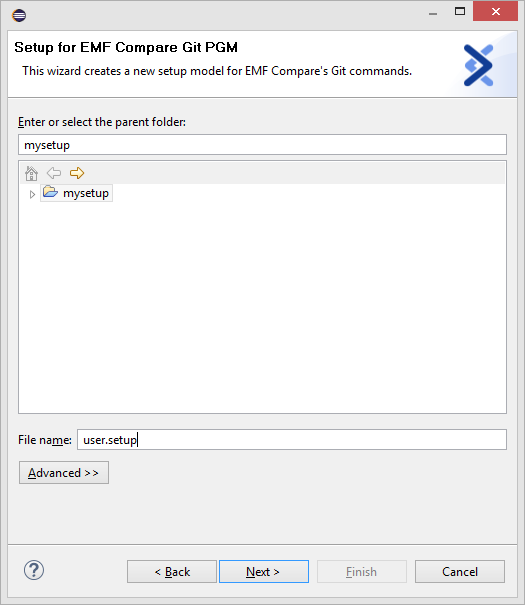 Setup for EMF Compare Git PGM
This wizard creates a new setup model for EMF Compare's Git commands.
Enter or select the parent folder:
mysetup
mysetup
File name: user.setup
Advanced >>
? < Back Next > Finish Cancel